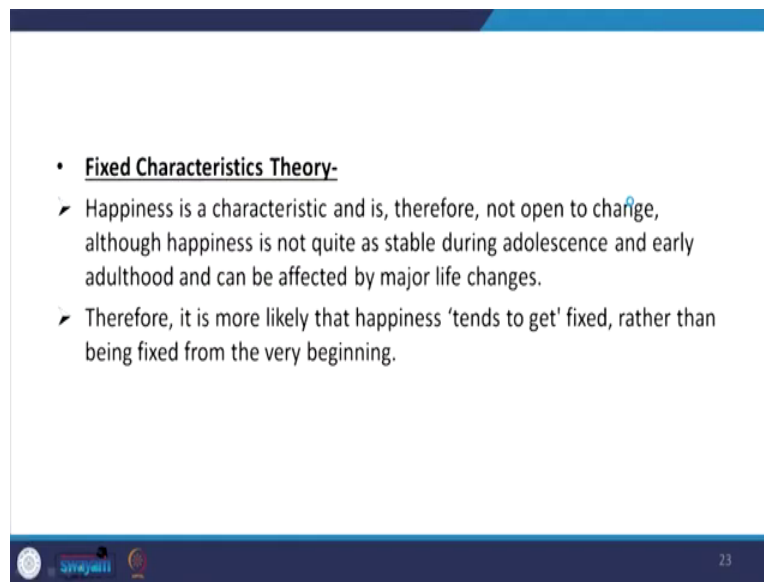 • Fixed Characteristics Theory-
➤ Happiness is a characteristic and is, therefore, not open to change,
although happiness is not quite as stable during adolescence and early
adulthood and can be affected by major life changes.
➤ Therefore, it is more likely that happiness ‘tends to get' fixed, rather than
being fixed from the very beginning.
swayam
23